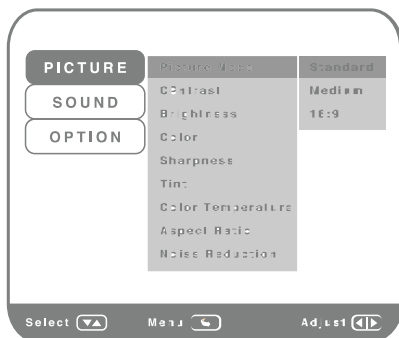 PICTURE
SOUND
OPTION
Picture Mode
Contrast
Brightness
Color
Sharpness
Tint
Color Temperature
Aspect Ratio
Noise Reduction
Standard
Medium
16:9
Select
Menu
Adjust